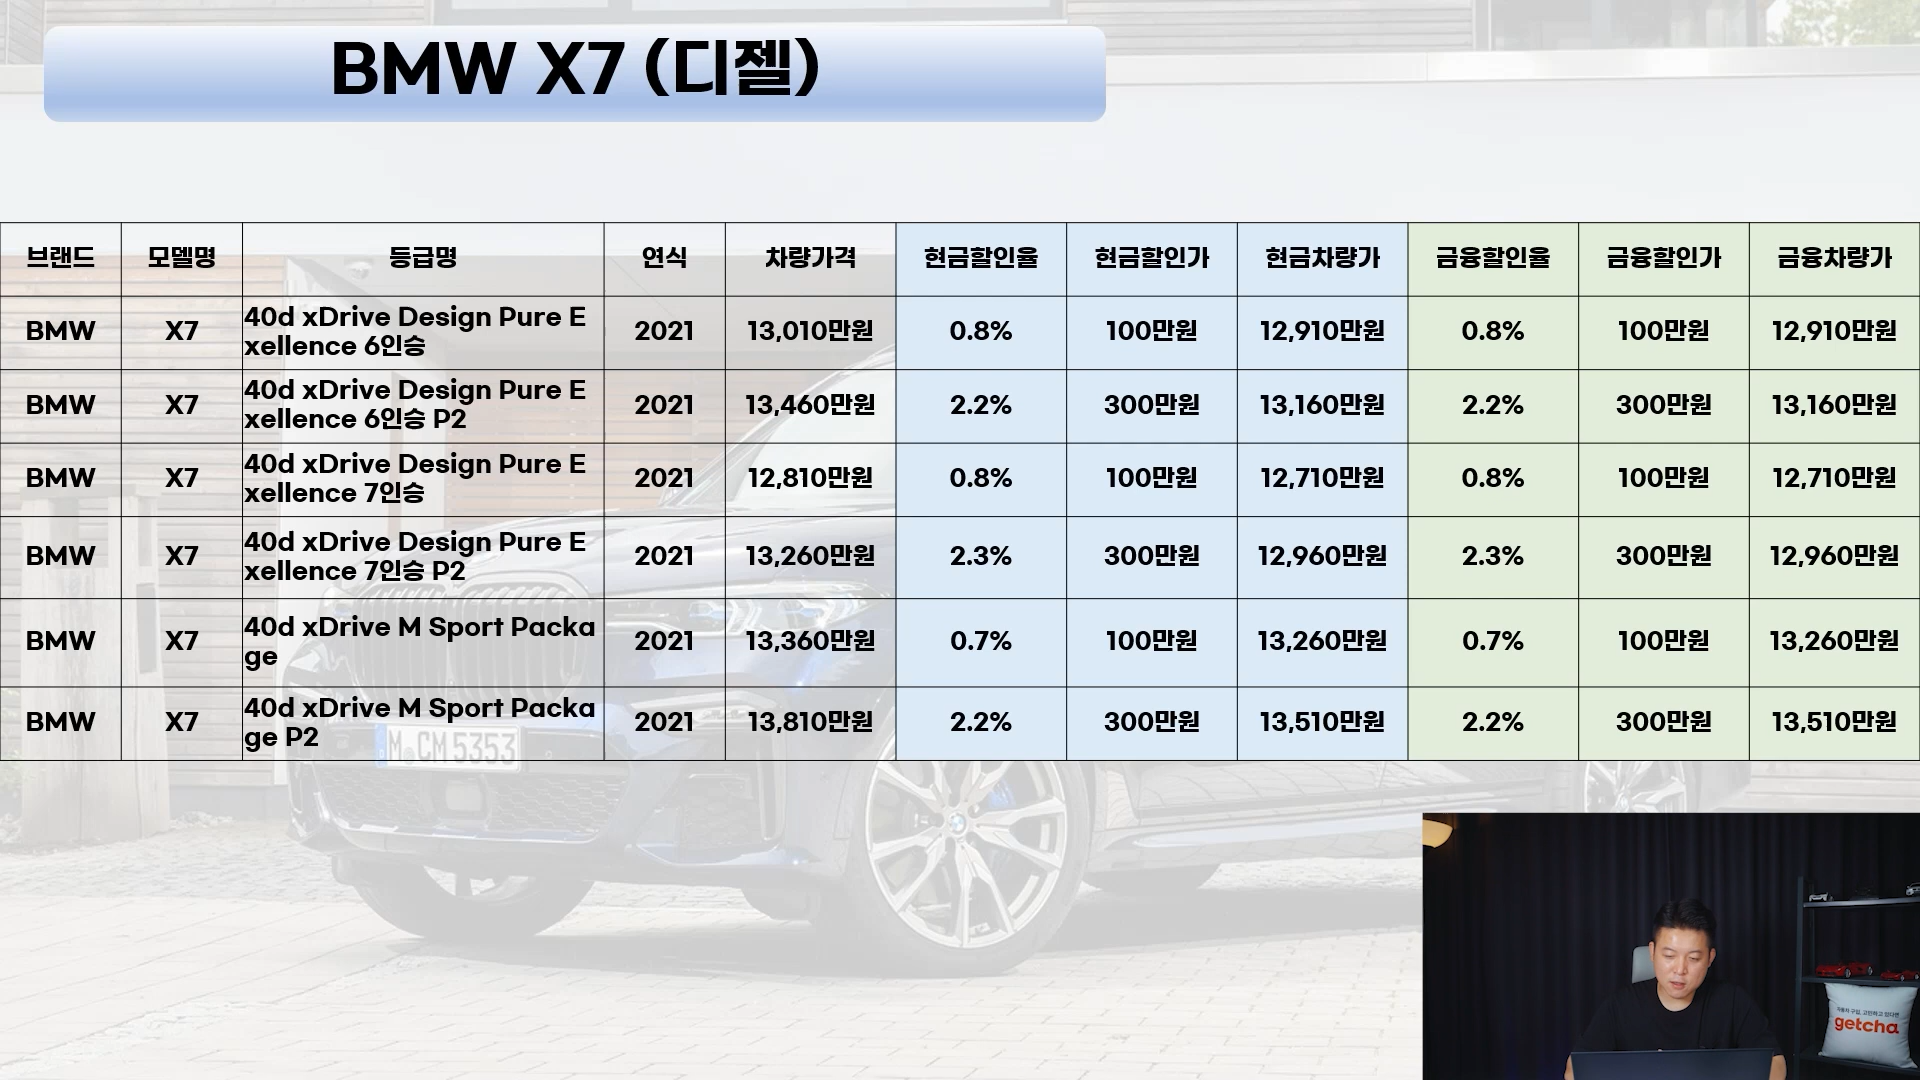 BMW X7 (디젤)
브랜드 모델명 등급명 연식 차량가격 현금할인율 현금할인가 현금차량가 금융할인율 금융할인가 금융차량가
BMW X7 40d xDrive Design Pure E 2021 13,010만원 0.8% 100만원 12,910만원 0.8% 100만원 12,910만원
xellence 6인승
BMW X7 40d xDrive Design Pure E 2021 13,460만원 2.2% 300만원 13,160만원 2.2% 300만원 13,160만원
xellence 6인승 P2
BMW X7 40d xDrive Design Pure E 2021 12,810만원 0.8% 100만원 12,710만원 0.8% 100만원 12,710만원
xellence 7인승
BMW X7 40d xDrive Design Pure E 2021 13,260만원 2.3% 300만원 12,960만원 2.3% 300만원 12,960만원
xellence 7인승 P2
BMW X7 40d xDrive M Sport Packa 2021 13,360만원 0.7% 100만원 13,260만원 0.7% 100만원 13,260만원
ge
BMW X7 40d xDrive M Sport Packa 2021 13,810만원 2.2% 300만원 13,510만원 2.2% 300만원 13,510만원
ge P2
M CM 5353
자동차 구입, 고민하고 있다면
getcha